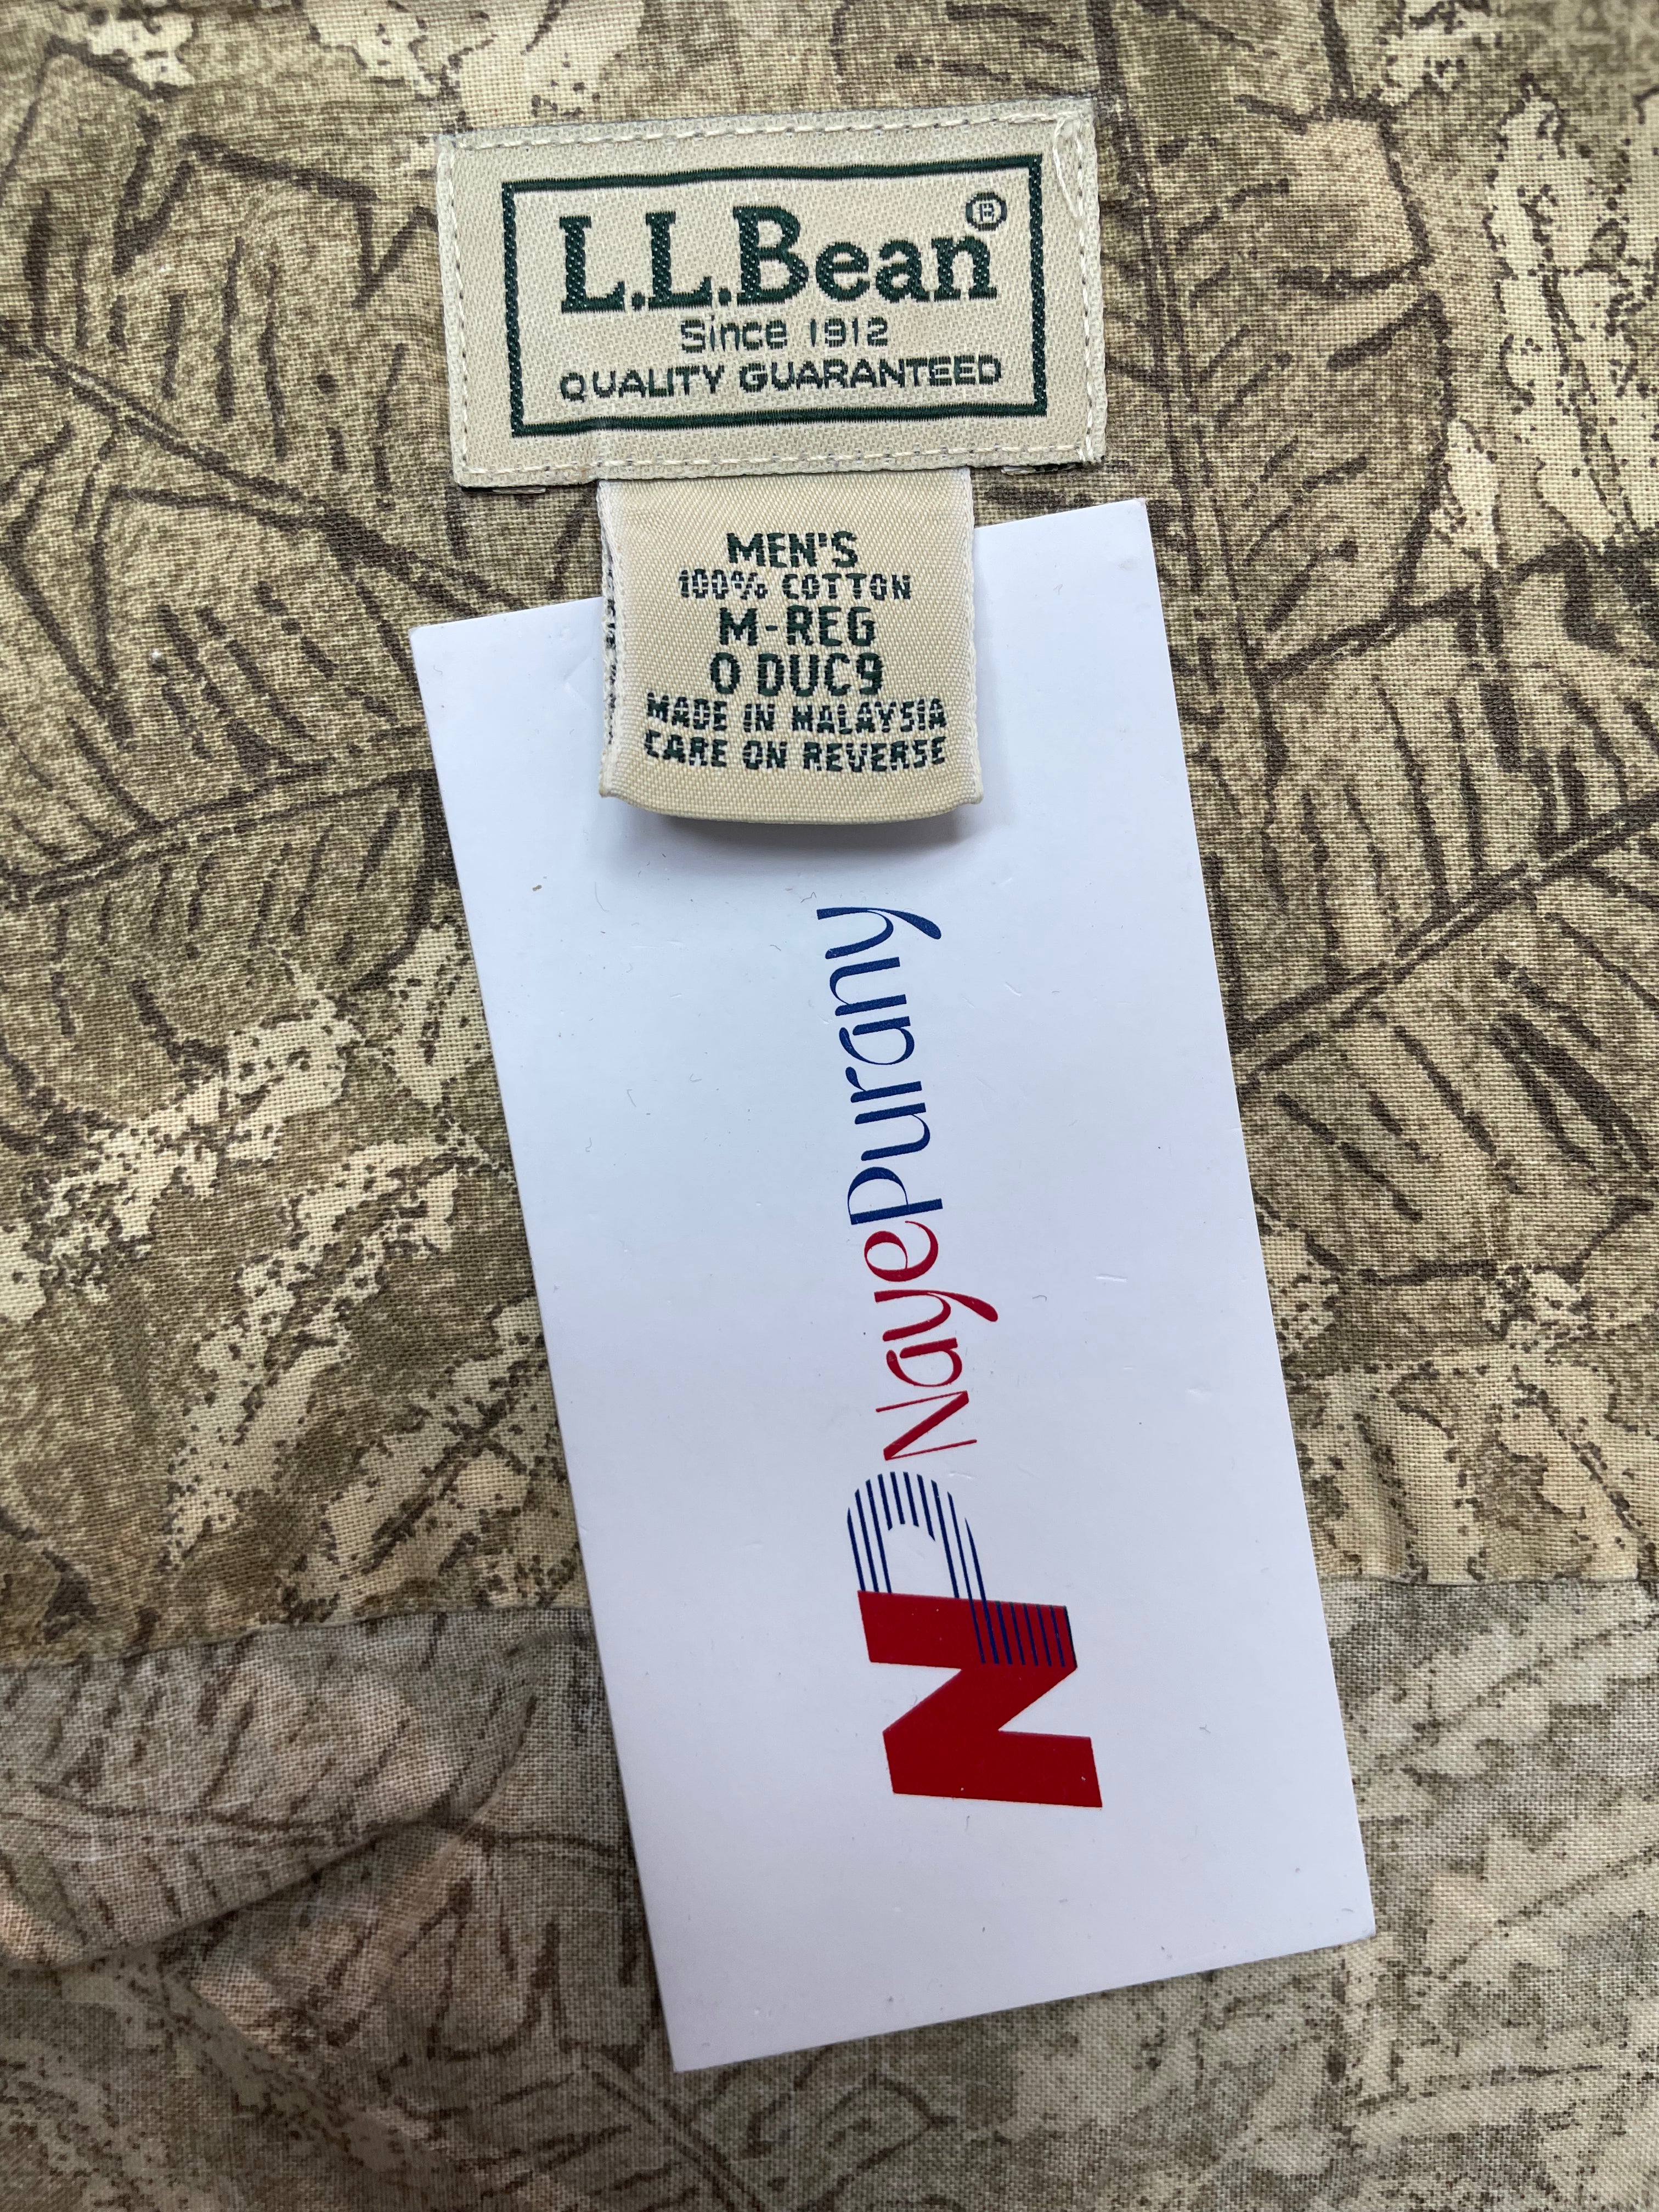 L.L.Bean®
Since 1912
QUALITY GUARANTEED
MEN'S
100% COTTON
M-REG
0 DUC9
MADE IN MALAYSIA
CARE ON REVERSE
NP Nayepurany